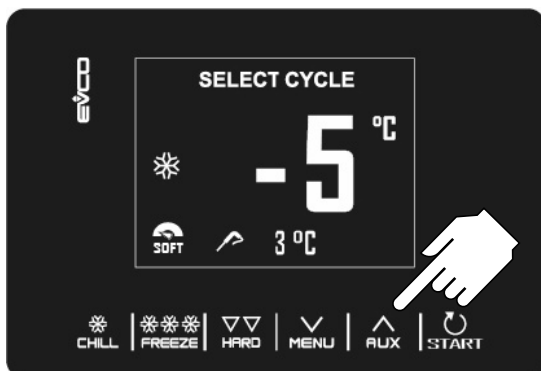 EVCO
SELECT CYCLE
-5 °C
SOFT 3 °C
CHILL FREEZE HARD MENU AUX START